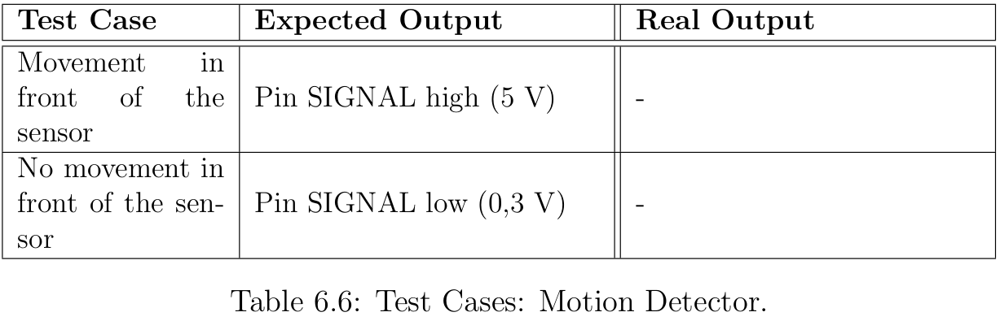 Test Case Expected Output Real Output
Movement in
front of the
sensor
Pin SIGNAL high (5 V)
-
No movement in
front of the sen-
sor
Pin SIGNAL low (0,3 V)
-
Table 6.6: Test Cases: Motion Detector.